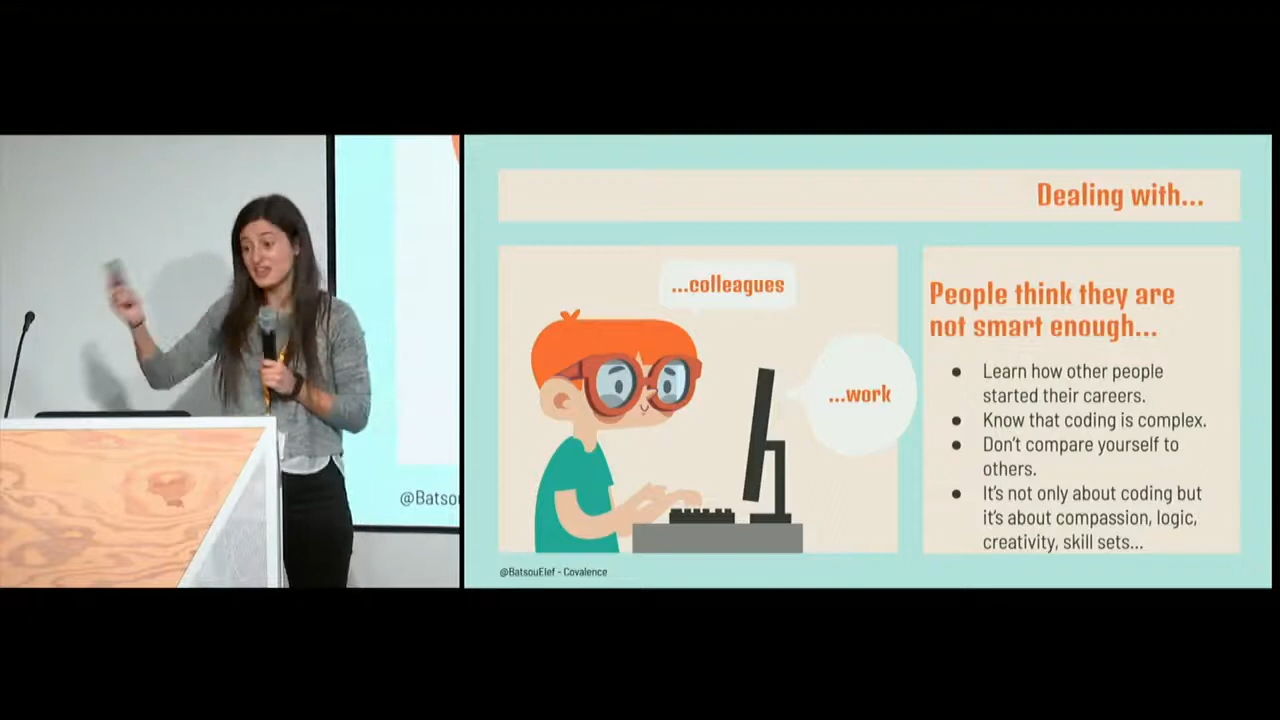 Dealing with...
...colleagues
...work
People think they are
not smart enough...
● Learn how other people
started their careers.
● Know that coding is complex.
● Don't compare yourself to
others.
● It's not only about coding but
it's about compassion, logic,
creativity, skill sets...
@BatsouElef - Covalence
@Batsou